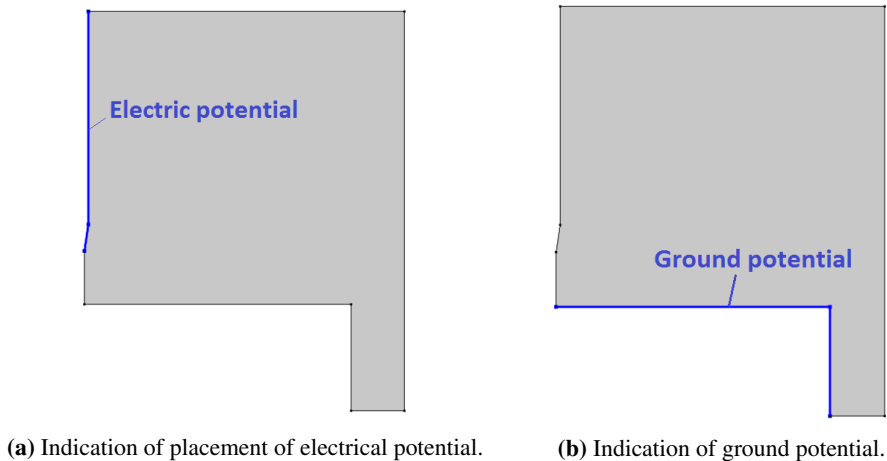 Electric potential
Ground potential
(a) Indication of placement of electrical potential.
(b) Indication of ground potential.